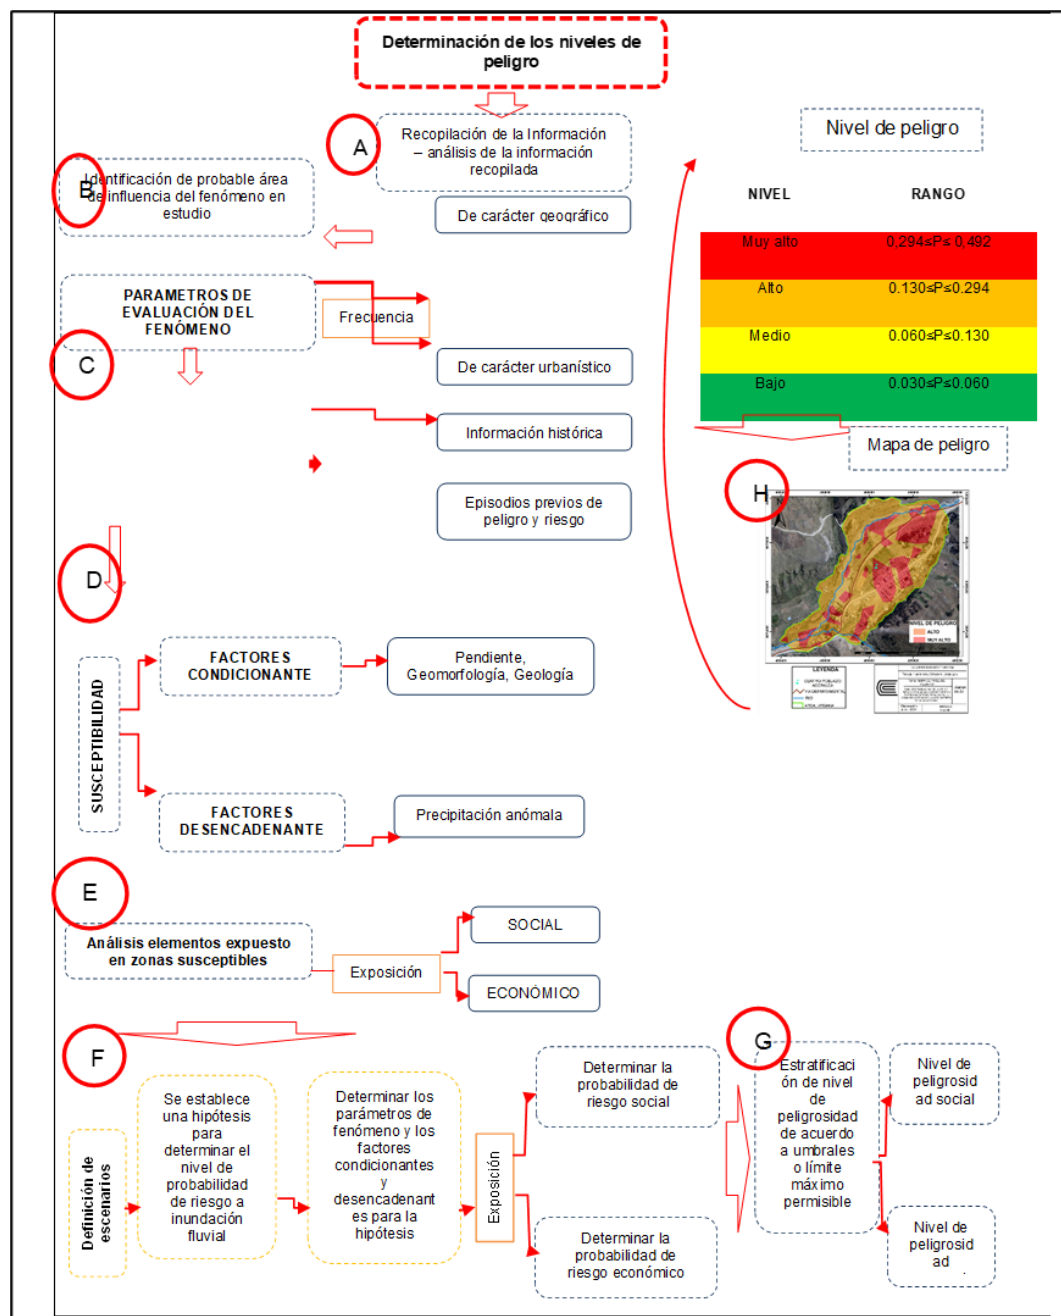 Determinación de los niveles de
peligro
A
Recopilación de la Información
– análisis de la información
recopilada
B
Identificación de probable área
de influencia del fenómeno en
estudio
De carácter geográfico
PARAMETROS DE
EVALUACIÓN DEL
FENÓMENO
Frecuencia
C
De carácter urbanístico
Información histórica
Episodios previos de
peligro y riesgo
Nivel de peligro
NIVEL RANGO
Muy alto 0,294≤P≤ 0,492
Alto 0.130≤P≤0.294
Medio 0.060≤P≤0.130
Bajo 0.030≤P≤0.060
Mapa de peligro
H
NIVEL DE PELIGRO
ALTO
MUY ALTO
LEYENDA
D
SUSCEPTIBILIDAD
FACTORES
CONDICIONANTE
Pendiente,
Geomorfología, Geología
FACTORES
DESENCADENANTE
Precipitación anómala
E
Análisis elementos expuesto
en zonas susceptibles
Exposición
SOCIAL
ECONÓMICO
F
Definición de
escenarios
Se establece
una hipótesis
para
determinar el
nivel de
probabilidad
de riesgo a
inundación
fluvial
Determinar los
parámetros de
fenómeno y los
factores
condicionantes
y
desencadenant
es para la
hipótesis
Exposición
Determinar la
probabilidad de
riesgo social
Determinar la
probabilidad de
riesgo económico
G
Estratificaci
ón de nivel
de
peligrosidad
de acuerdo
a umbrales
o límite
máximo
permisible
Nivel de
peligrosid
ad social
Nivel de
peligrosid
ad